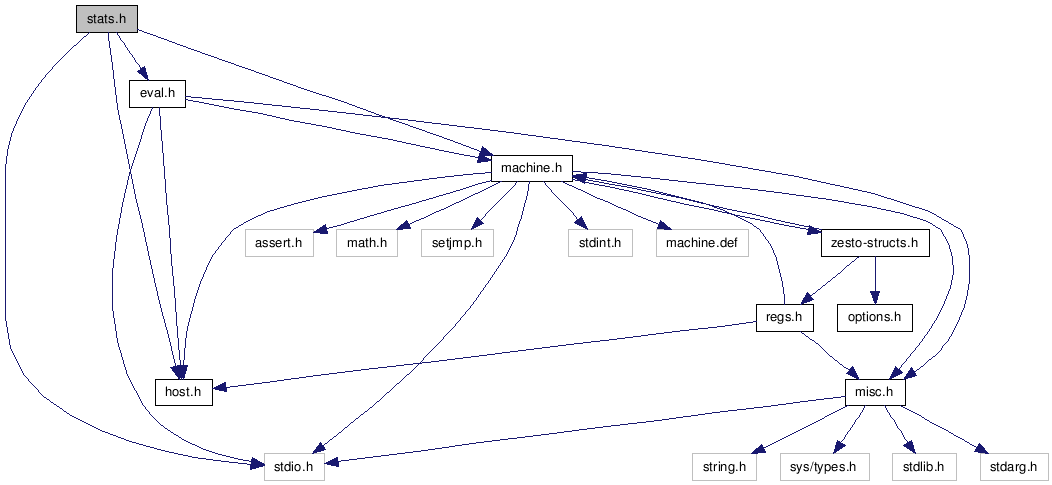 stats.h
eval.h
machine.h
assert.h
math.h
setjmp.h
stdint.h
machine.def
zesto-structs.h
regs.h
options.h
host.h
misc.h
stdio.h
string.h
sys/types.h
stdlib.h
stdarg.h